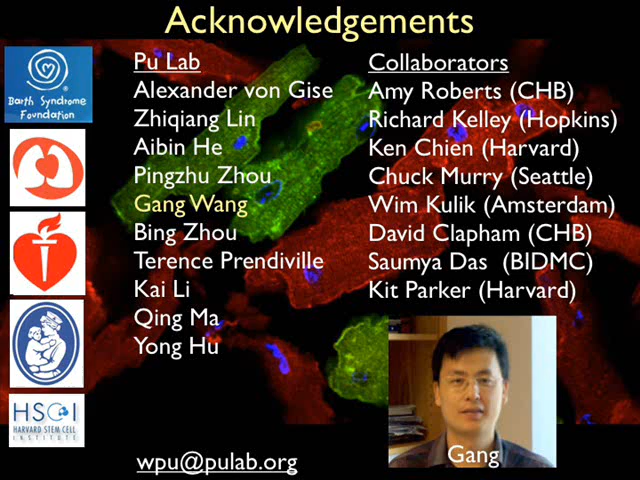 Acknowledgements
Barth Syndrome
Foundation
HSCI
HARVARD STEM CELL
INSTITUTE
Pu Lab
Alexander von Gise
Zhiqiang Lin
Aibin He
Pingzhu Zhou
Gang Wang
Bing Zhou
Terence Prendiville
Kai Li
Qing Ma
Yong Hu
wpu@pulab.org
Collaborators
Amy Roberts (CHB)
Richard Kelley (Hopkins)
Ken Chien (Harvard)
Chuck Murry (Seattle)
Wim Kulik (Amsterdam)
David Clapham (CHB)
Saumya Das (BIDMC)
Kit Parker (Harvard)
Gang